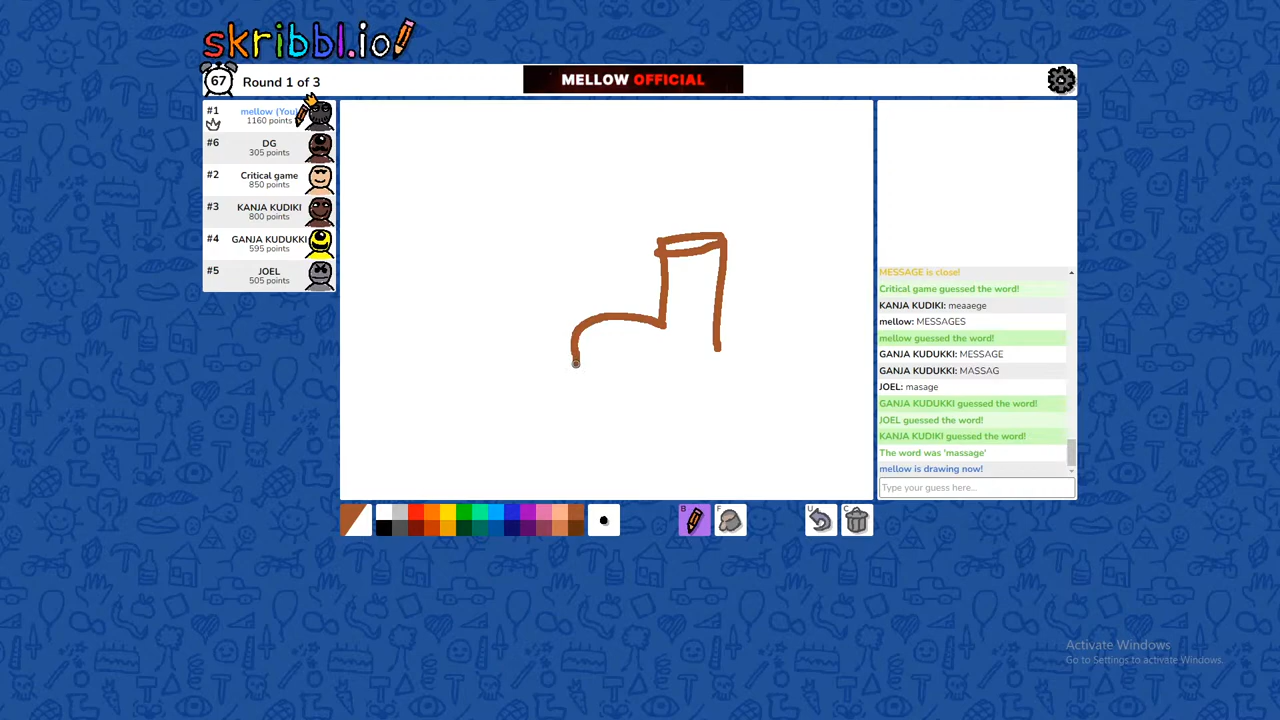 skribbl.io
67
Round 1 of 3
MELLOW OFFICIAL
#1
mellow (You)
1160 points
#6
DG
305 points
#2
Critical game
850 points
#3
KANJA KUDIKI
800 points
#4
GANJA KUDUKKI
595 points
#5
JOEL
505 points
MESSAGE is close!
Critical game guessed the word!
KANJA KUDIKI: meaaege
mellow: MESSAGES
mellow guessed the word!
GANJA KUDUKKI: MESSAGE
GANJA KUDUKKI: MASSAG
JOEL: masage
GANJA KUDUKKI guessed the word!
JOEL guessed the word!
KANJA KUDIKI guessed the word!
The word was 'massage'
mellow is drawing now!
Type your guess here...
B
F
U
C
Activate Windows
Go to Settings to activate Windows.